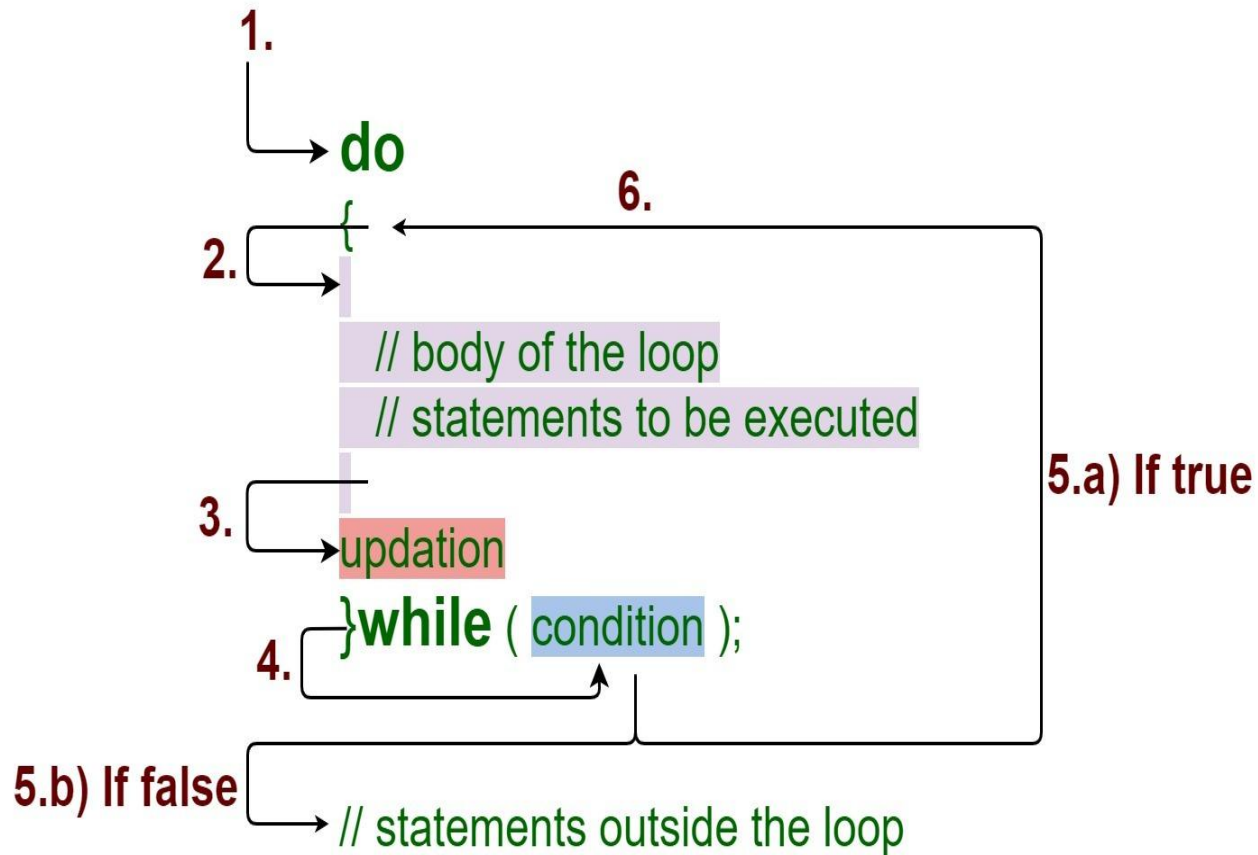 1.
do
{
6.
2.
// body of the loop
// statements to be executed
5.a) If true
3.
updation
}while ( condition );
4.
5.b) If false
// statements outside the loop